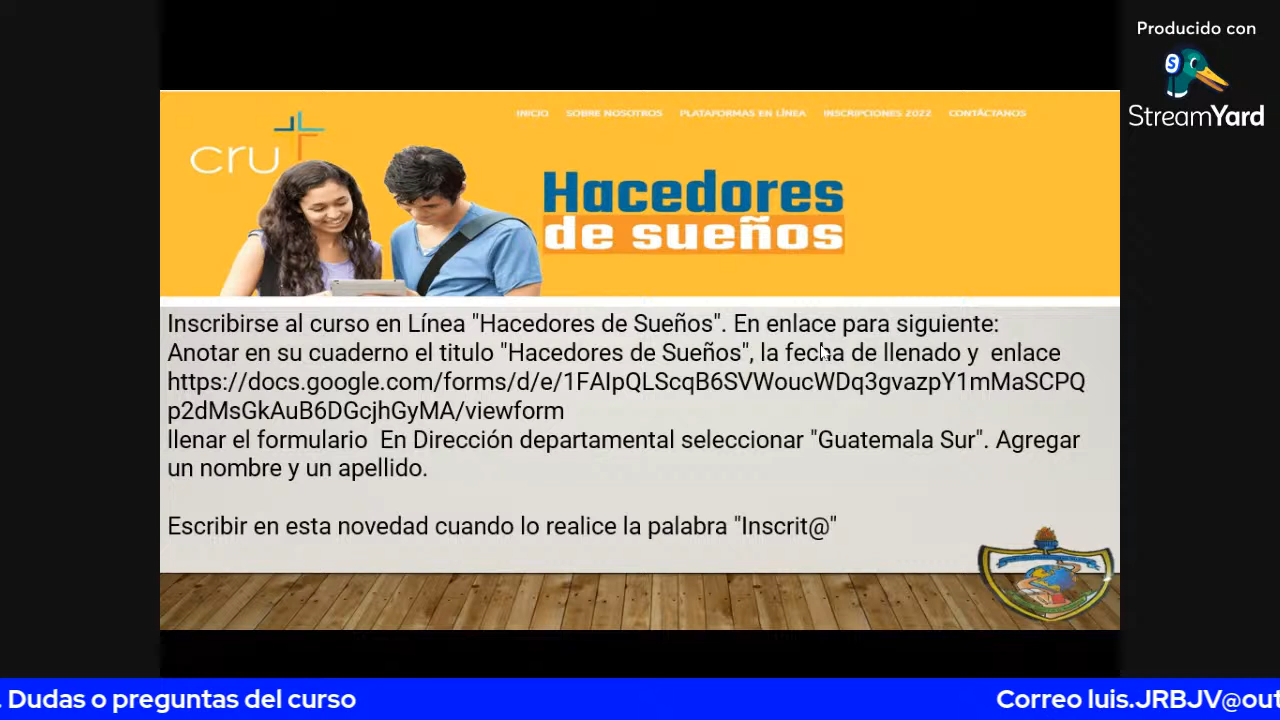 Producido con
StreamYard
INICIO SOBRE NOSOTROS PLATAFORMAS EN LÍNEA INSCRIPCIONES 2022 CONTÁCTANOS
cru
Hacedores
de sueños
Inscribirse al curso en Línea "Hacedores de Sueños". En enlace para siguiente:
Anotar en su cuaderno el titulo "Hacedores de Sueños", la fecha de llenado y enlace
https://docs.google.com/forms/d/e/1FAIpQLScqB6SVWoucWDq3gvazpY1mMaSCPQ
p2dMsGkAuB6DGcjhGyMA/viewform
llenar el formulario En Dirección departamental seleccionar "Guatemala Sur". Agregar
un nombre y un apellido.
Escribir en esta novedad cuando lo realice la palabra "Inscrit@"
. Dudas o preguntas del curso Correo luis.JRBJV@out